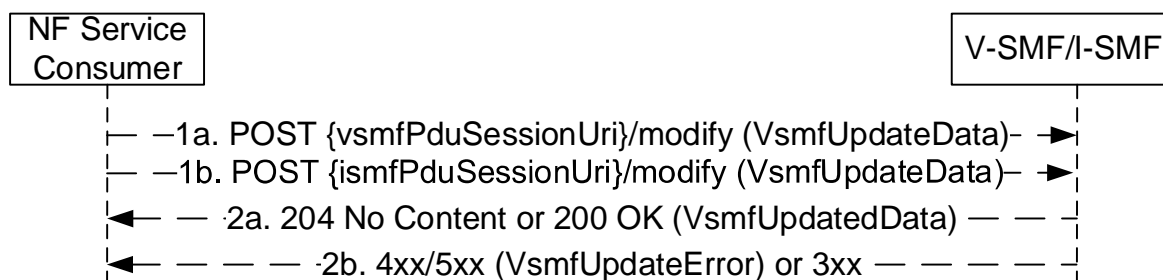 NF Service
Consumer
V-SMF/I-SMF
1a. POST {vsmfPduSessionUri}/modify (VsmfUpdateData)
1b. POST {ismfPduSessionUri}/modify (VsmfUpdateData)
2a. 204 No Content or 200 OK (VsmfUpdatedData)
2b. 4xx/5xx (VsmfUpdateError) or 3xx